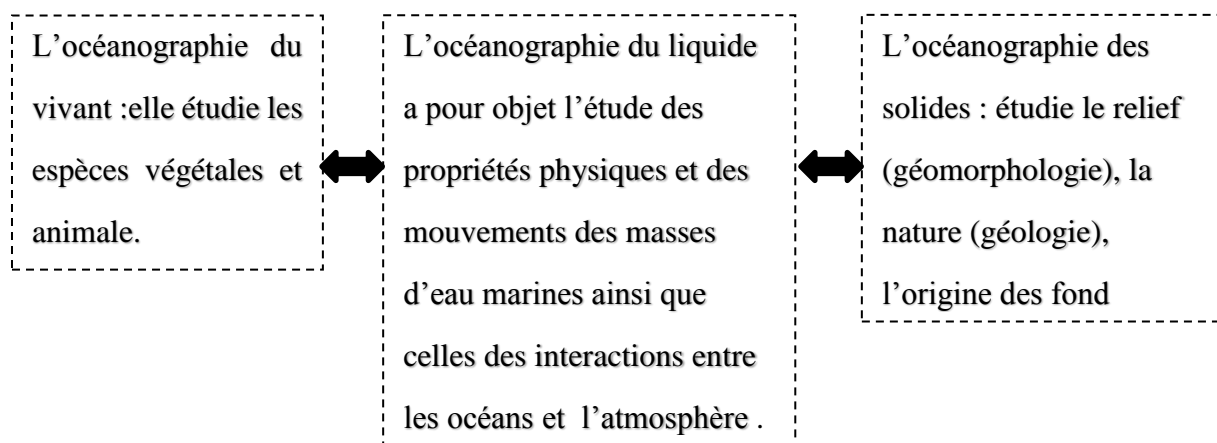 L’océanographie du
vivant :elle étudie les
espèces végétales et
animale.
L’océanographie du liquide
a pour objet l’étude des
propriétés physiques et des
mouvements des masses
d’eau marines ainsi que
celles des interactions entre
les océans et l’atmosphère .
L’océanographie des
solides : étudie le relief
(géomorphologie), la
nature (géologie),
l’origine des fond